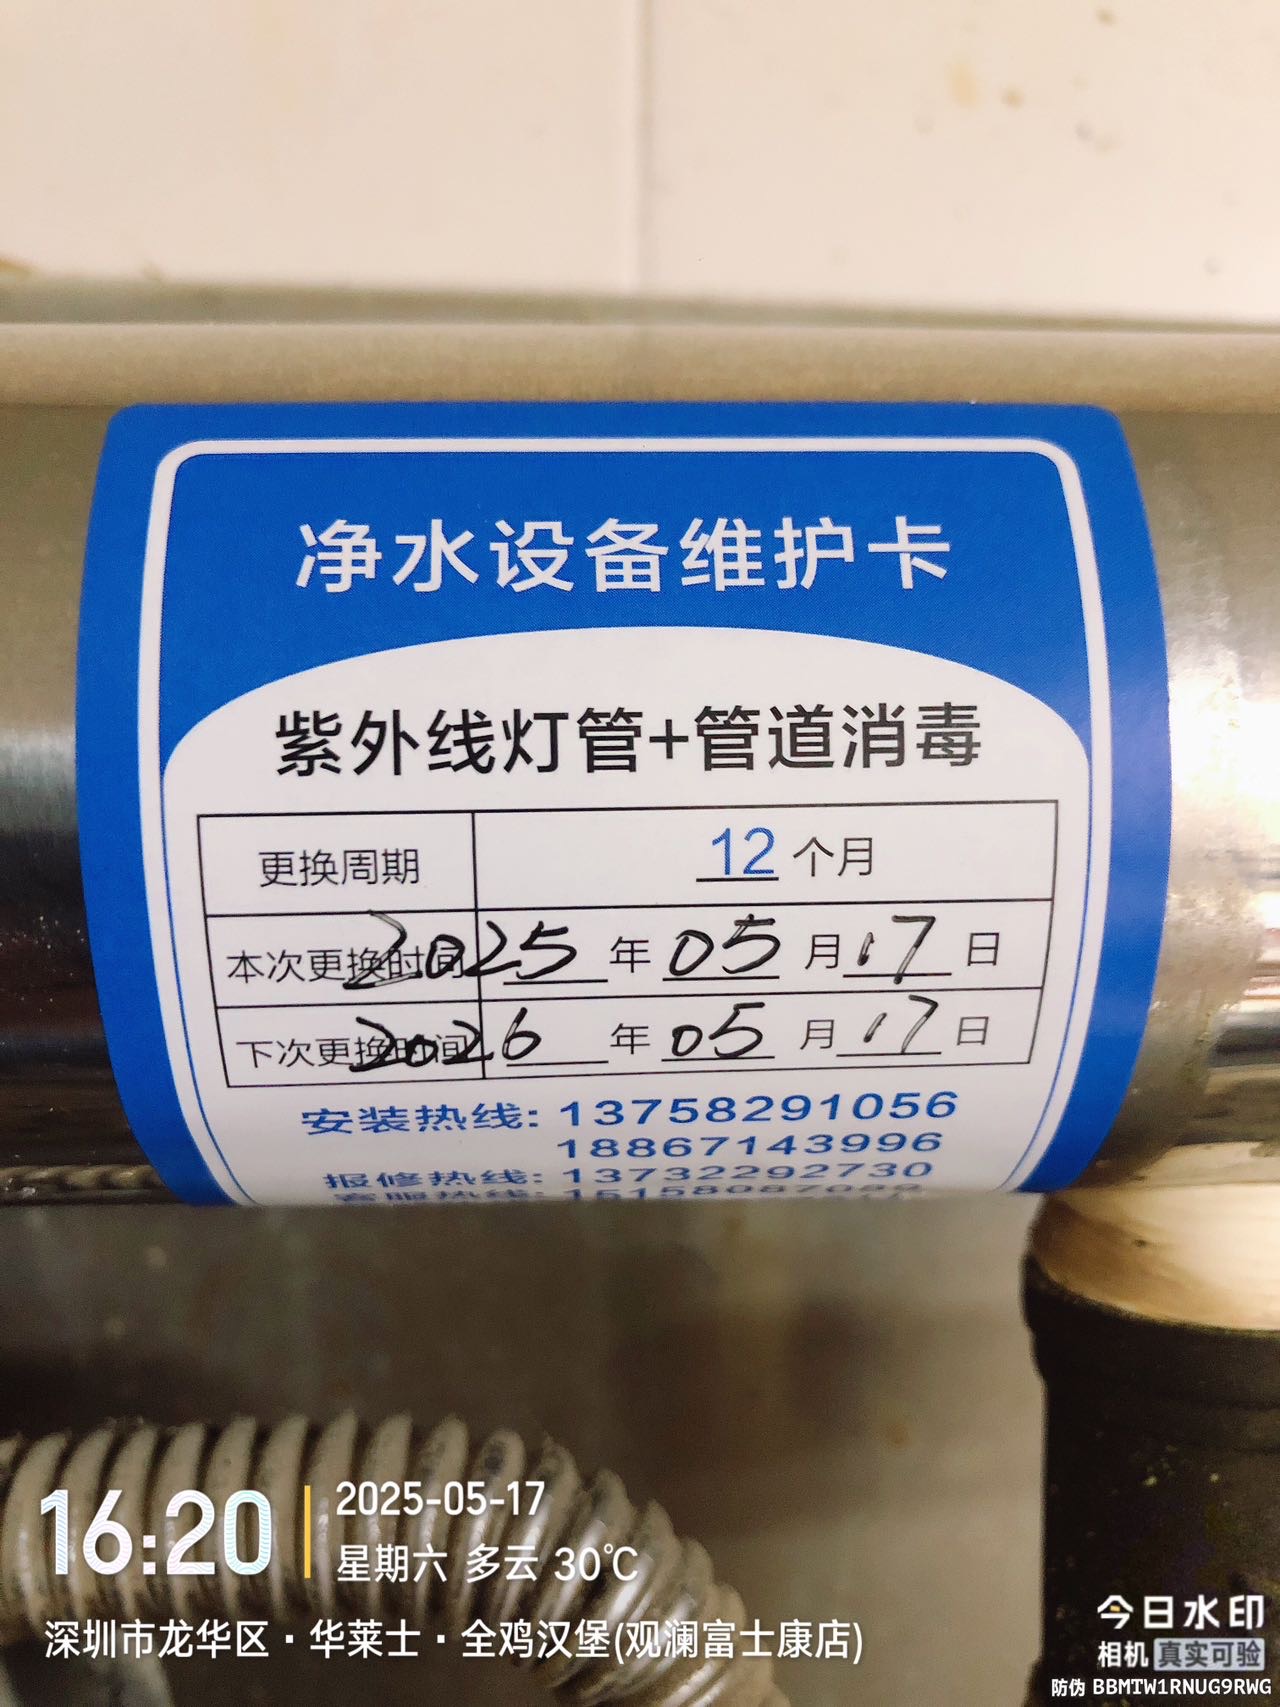 净水设备维护卡
紫外线灯管+管道消毒
更换周期 12 个月
本次更换时间 2025 年 05 月 17 日
下次更换时间 2026 年 05 月 17 日
安装热线: 13758291056
18867143996
报修热线: 13732292730
客服热线:
16:20
2025-05-17
星期六 多云 30℃
深圳市龙华区·华莱士·全鸡汉堡(观澜富士康店)
今日水印
相机 真实可验
防伪 BBMTW1RNUG9RWG